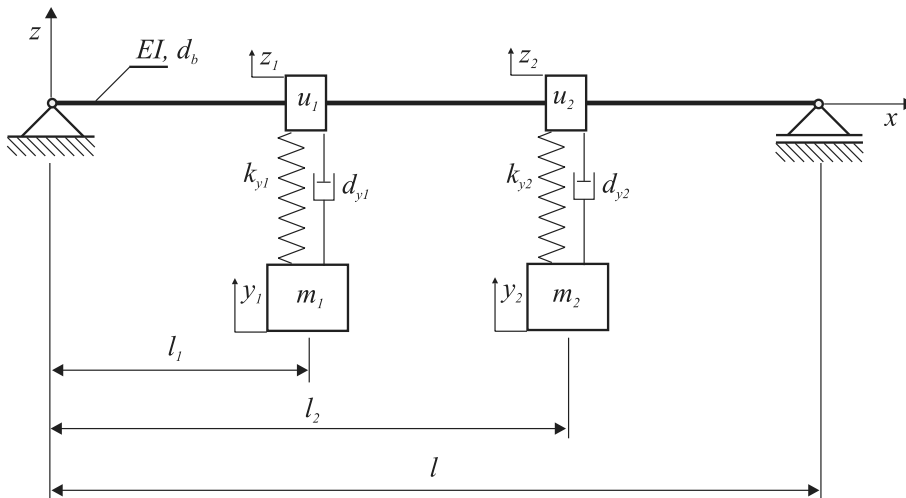 z
EI, d_b
z_1
z_2
u_1
u_2
x
k_y1
d_y1
k_y2
d_y2
y_1
m_1
y_2
m_2
l_1
l_2
l